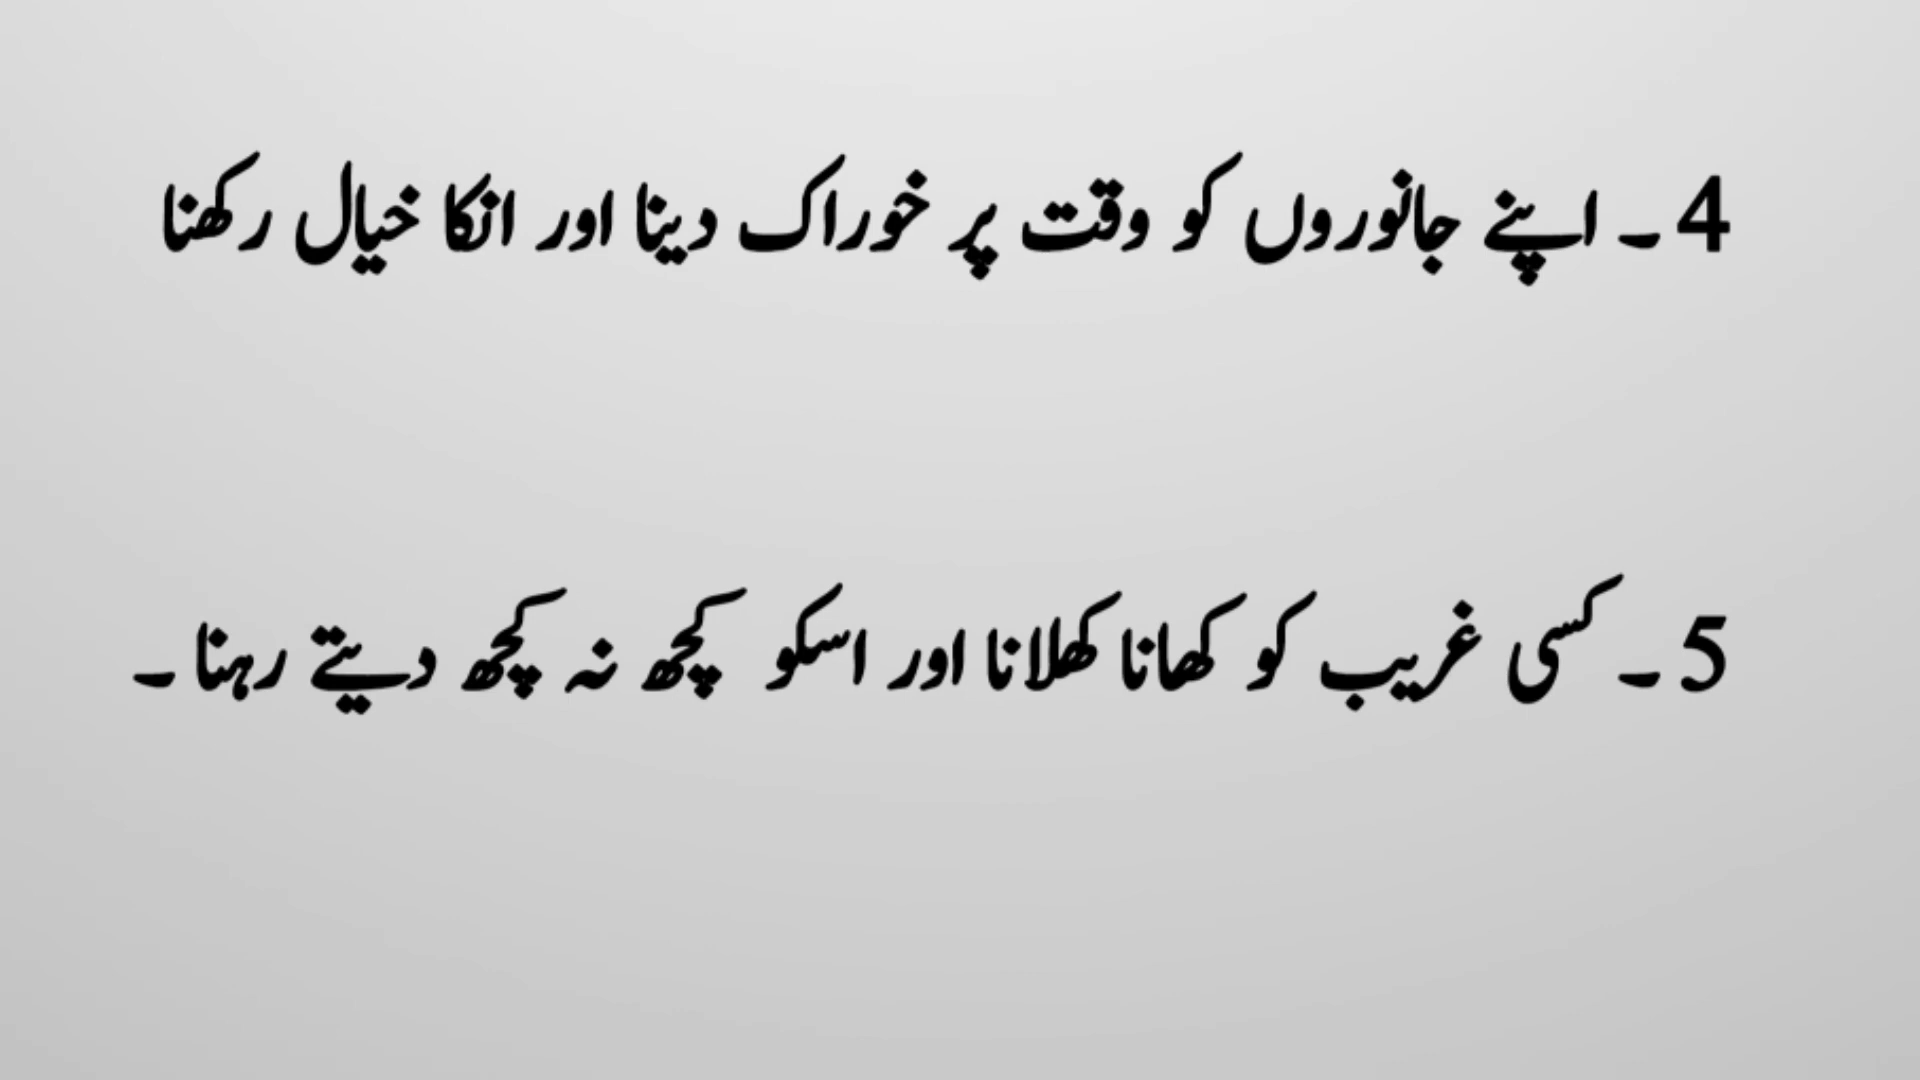 4۔ اپنے جانوروں کو وقت پر خوراک دینا اور انکا خیال رکھنا
5۔ کسی غریب کو کھانا کھلانا اور اسکو کچھ نہ کچھ دیتے رہنا ۔